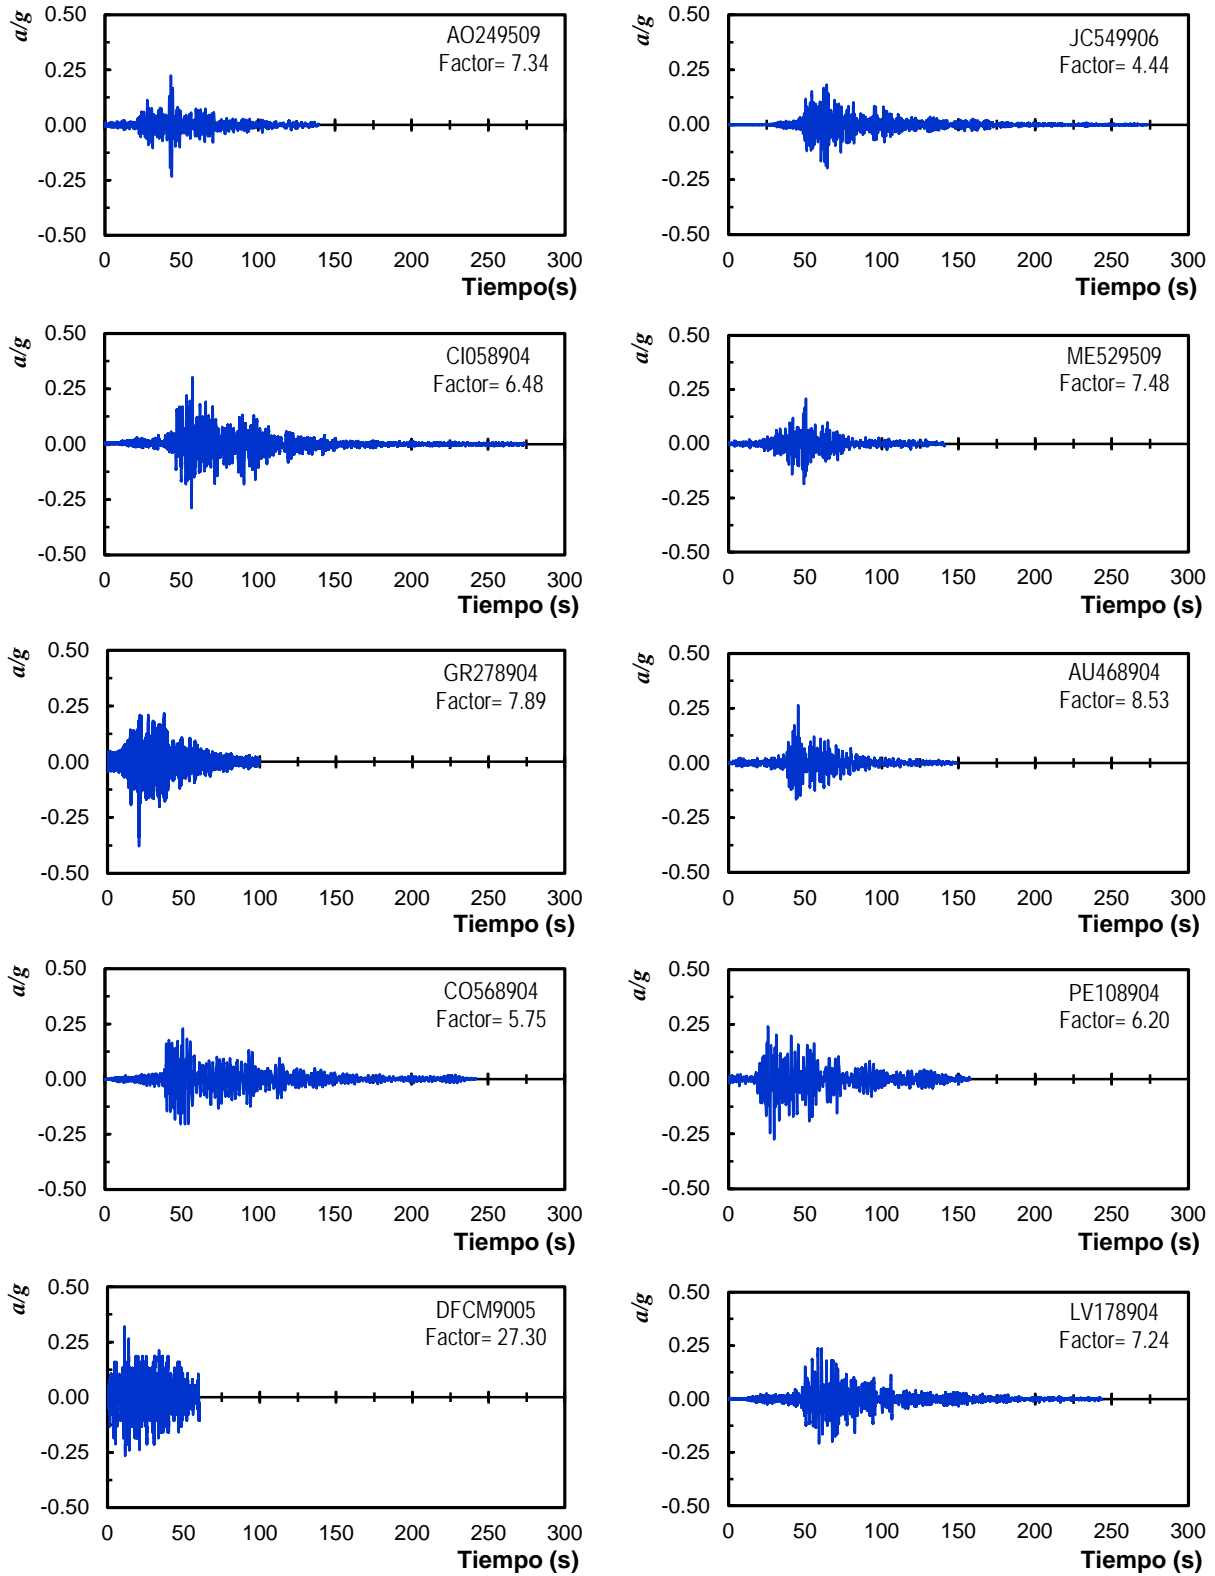 a/g
0.50
0.25
0.00
-0.25
-0.50
AO249509
Factor= 7.34
0 50 100 150 200 250 300
Tiempo(s)
a/g
0.50
0.25
0.00
-0.25
-0.50
JC549906
Factor= 4.44
0 50 100 150 200 250 300
Tiempo (s)
a/g
0.50
0.25
0.00
-0.25
-0.50
CI058904
Factor= 6.48
0 50 100 150 200 250 300
Tiempo (s)
a/g
0.50
0.25
0.00
-0.25
-0.50
ME529509
Factor= 7.48
0 50 100 150 200 250 300
Tiempo (s)
a/g
0.50
0.25
0.00
-0.25
-0.50
GR278904
Factor= 7.89
0 50 100 150 200 250 300
Tiempo (s)
a/g
0.50
0.25
0.00
-0.25
-0.50
AU468904
Factor= 8.53
0 50 100 150 200 250 300
Tiempo (s)
a/g
0.50
0.25
0.00
-0.25
-0.50
CO568904
Factor= 5.75
0 50 100 150 200 250 300
Tiempo (s)
a/g
0.50
0.25
0.00
-0.25
-0.50
PE108904
Factor= 6.20
0 50 100 150 200 250 300
Tiempo (s)
a/g
0.50
0.25
0.00
-0.25
-0.50
DFCM9005
Factor= 27.30
0 50 100 150 200 250 300
Tiempo (s)
a/g
0.50
0.25
0.00
-0.25
-0.50
LV178904
Factor= 7.24
0 50 100 150 200 250 300
Tiempo (s)